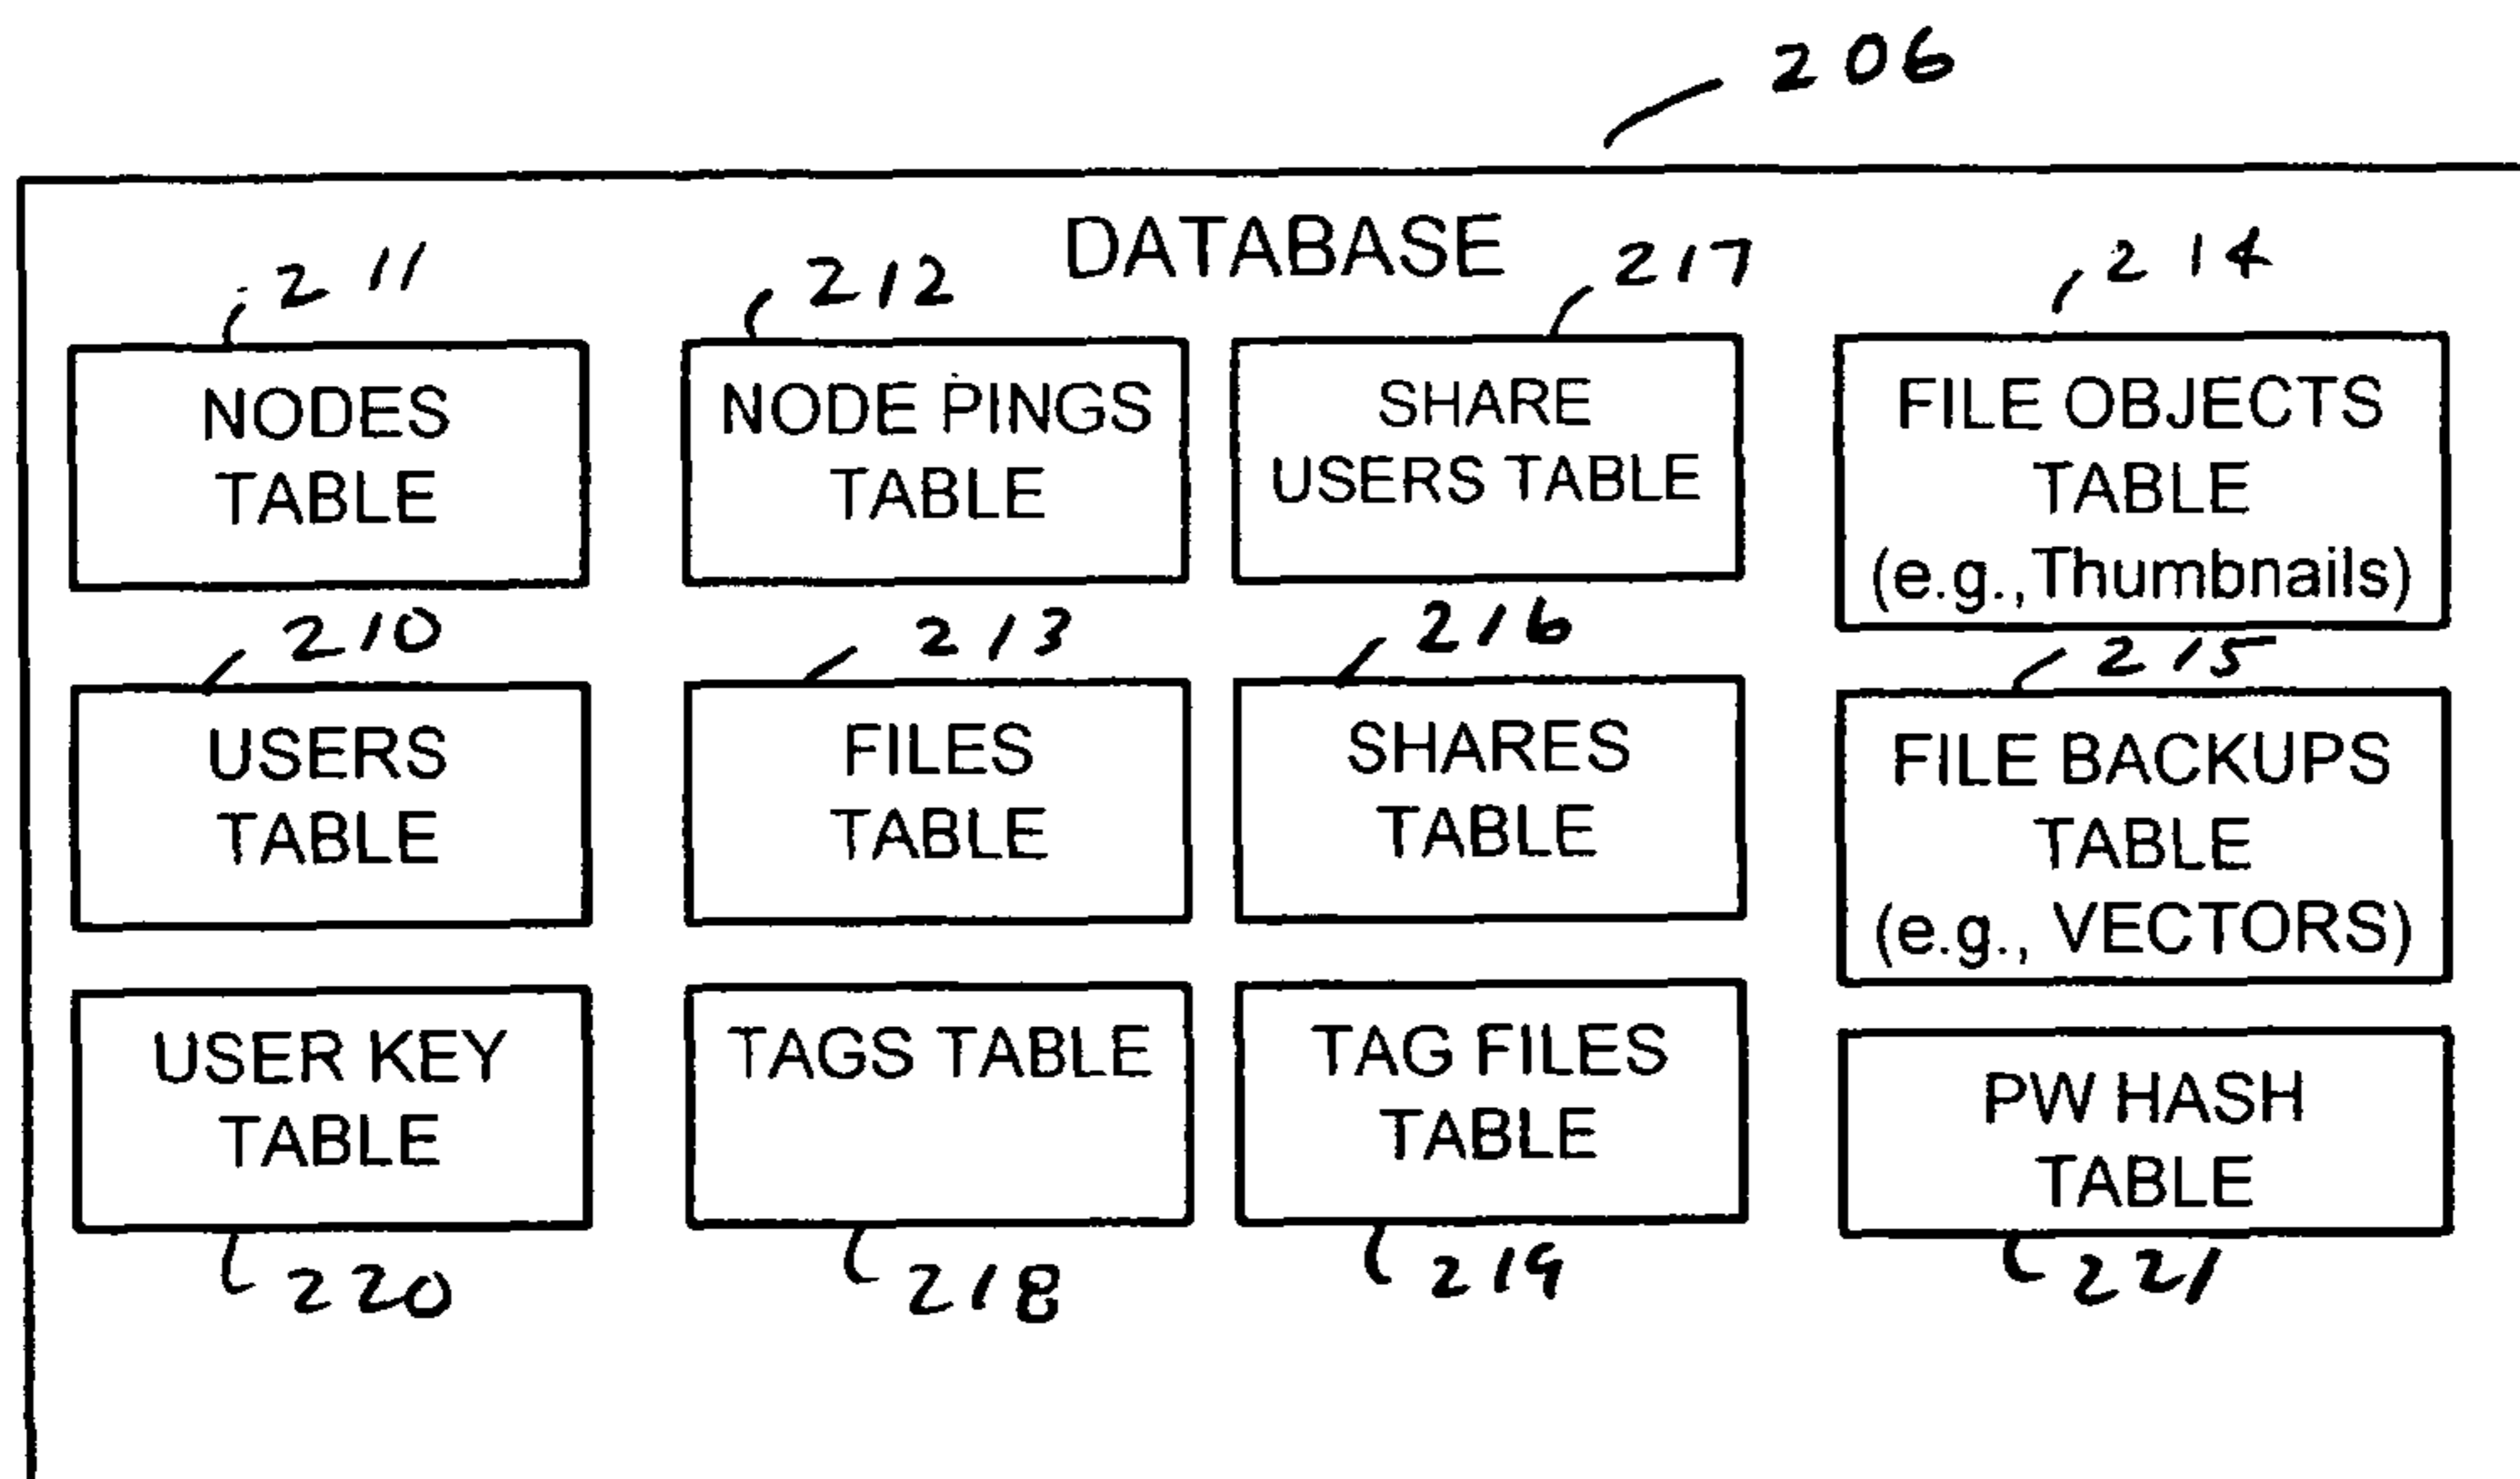 206
DATABASE
211
212
217
214
NODES
TABLE
NODE PINGS
TABLE
SHARE
USERS TABLE
FILE OBJECTS
TABLE
(e.g.,Thumbnails)
210
213
216
215
USERS
TABLE
FILES
TABLE
SHARES
TABLE
FILE BACKUPS
TABLE
(e.g., VECTORS)
USER KEY
TABLE
TAGS TABLE
TAG FILES
TABLE
PW HASH
TABLE
220
218
219
221